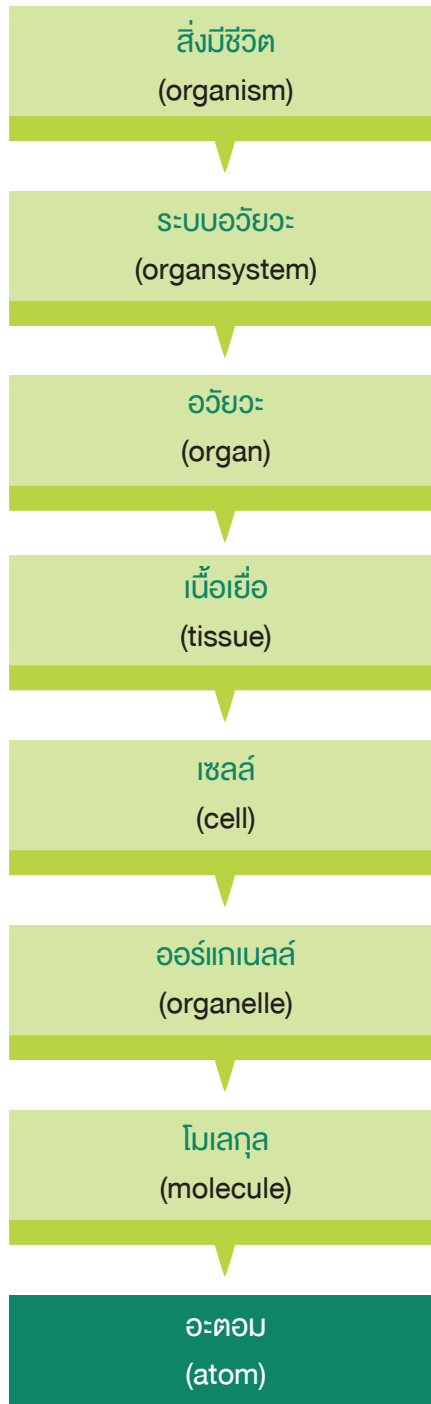 สิ่งมีชีวิต
(organism)
ระบบอวัยวะ
(organsystem)
อวัยวะ
(organ)
เนื้อเยื่อ
(tissue)
เซลล์
(cell)
ออร์แกเนลล์
(organelle)
โมเลกุล
(molecule)
อะตอม
(atom)